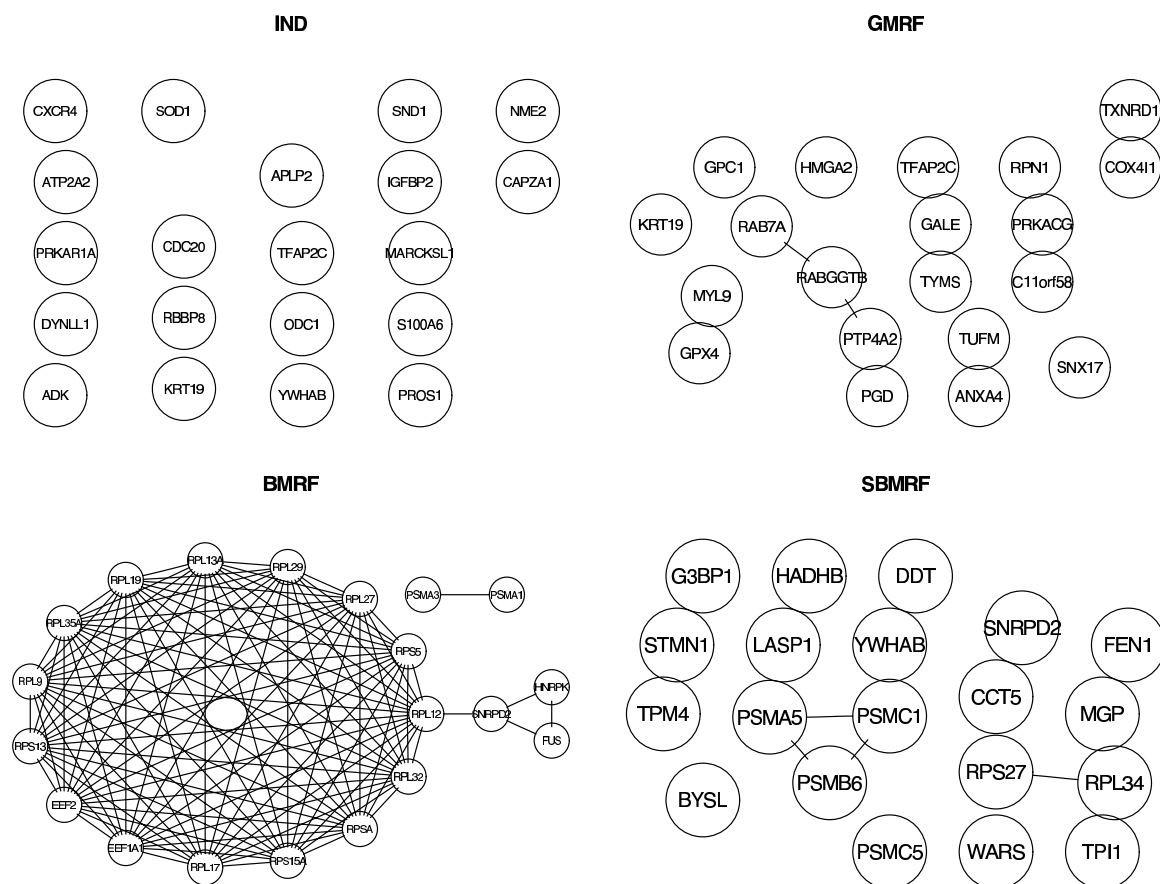 IND
CXCR4
SOD1
SND1
NME2
ATP2A2
APLP2
IGFBP2
CAPZA1
PRKAR1A
CDC20
TFAP2C
MARCKSL1
DYNLL1
RBBP8
ODC1
S100A6
ADK
KRT19
YWHAB
PROS1
GMRF
TXNRD1
GPC1
HMGA2
TFAP2C
RPN1
COX4I1
KRT19
RAB7A
GALE
PRKACG
RABGGTB
TYMS
C11orf58
MYL9
PTP4A2
TUFM
GPX4
SNX17
PGD
ANXA4
BMRF
RPL13A
RPL29
RPL19
RPL27
PSMA3
PSMA1
RPL35A
RPS5
RPL9
HNRPK
RPL12
SNRPD2
RPS13
FUS
RPL32
EEF2
RPSA
EEF1A1
RPL17
RPS15A
SBMRF
G3BP1
HADHB
DDT
SNRPD2
STMN1
LASP1
YWHAB
FEN1
CCT5
TPM4
PSMA5
PSMC1
MGP
RPS27
PSMB6
RPL34
BYSL
PSMC5
WARS
TPI1